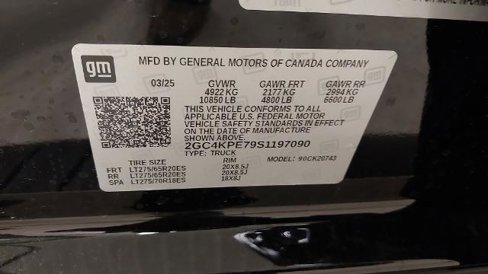 gm
MFD BY GENERAL MOTORS OF CANADA COMPANY
03/25 GVWR GAWR FRT GAWR RR
4922 KG 2177 KG 2994 KG
10850 LB 4800 LB 6600 LB
THIS VEHICLE CONFORMS TO ALL
APPLICABLE U.S. FEDERAL MOTOR
VEHICLE SAFETY STANDARDS IN EFFECT
ON THE DATE OF MANUFACTURE
SHOWN ABOVE.
2GC4KPE79S1197090
TYPE: TRUCK MODEL: 90CK20743
TIRE SIZE RIM
FRT LT275/65R20ES 20X8.5J
RR LT275/65R20ES 20X8.5J
SPA LT275/70R18ES 18X8J